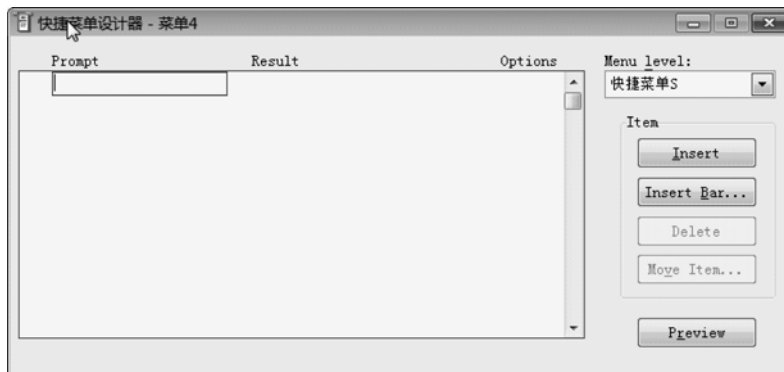 快捷菜单设计器 - 菜单4
Prompt Result Options Menu level:
快捷菜单S
Item
Insert
Insert Bar...
Delete
Move Item...
Preview